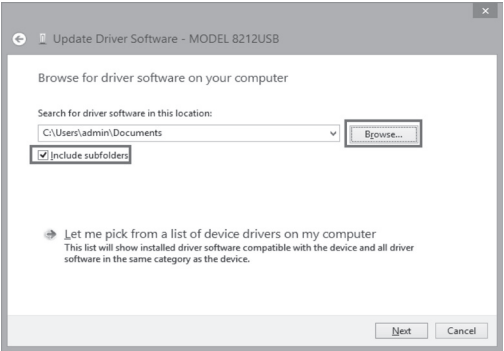 Update Driver Software - MODEL 8212USB
Browse for driver software on your computer
Search for driver software in this location:
C:\Users\admin\Documents
Browse...
Include subfolders
Let me pick from a list of device drivers on my computer
This list will show installed driver software compatible with the device and all driver
software in the same category as the device.
Next Cancel